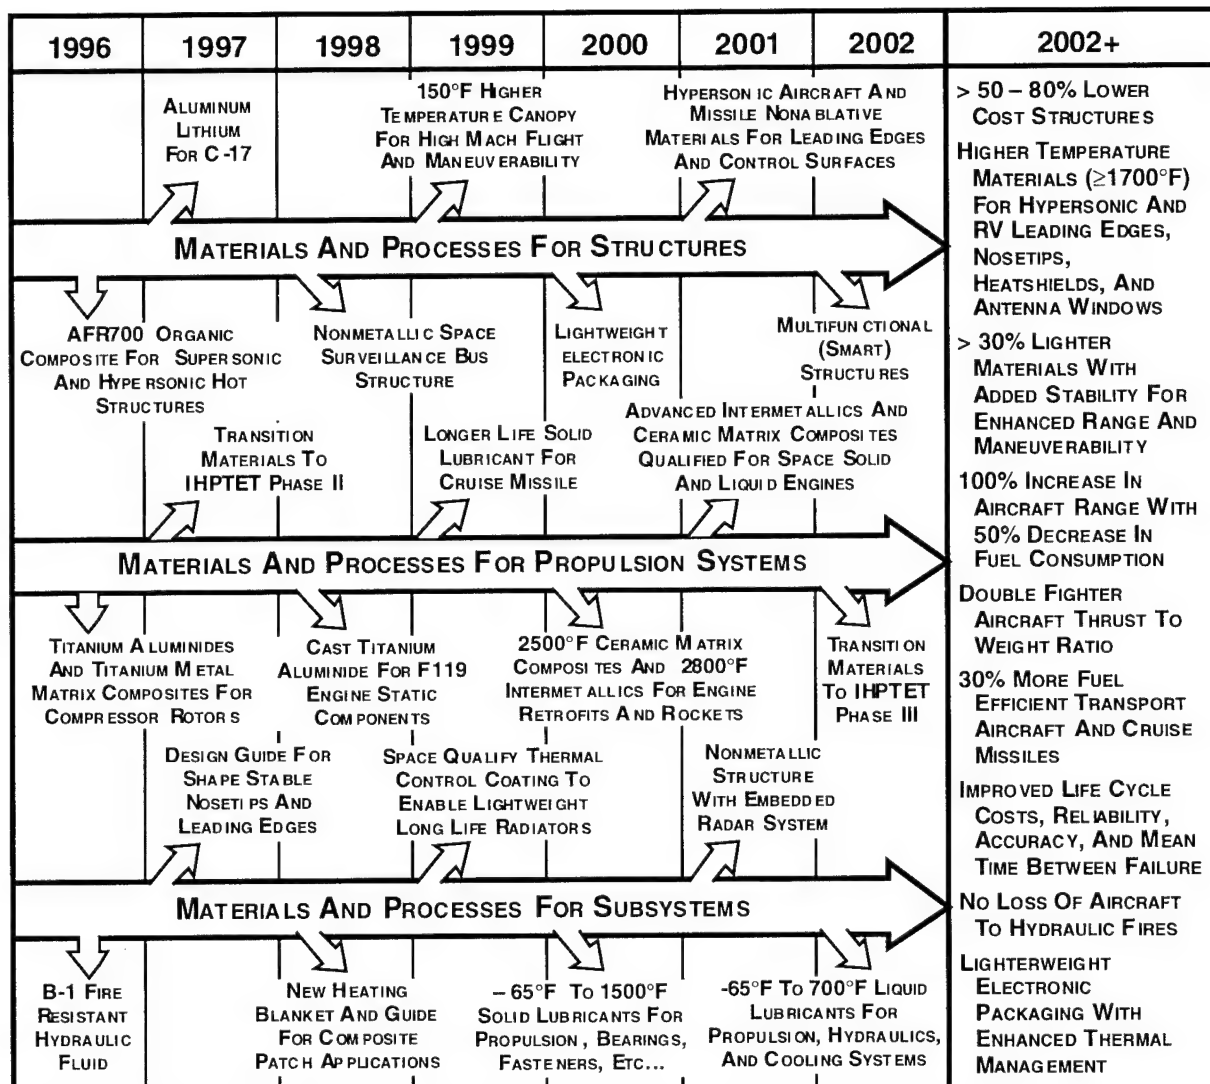 1996 1997 1998 1999 2000 2001 2002 2002+
ALUMINUM
LITHIUM
FOR C-17
150°F HIGHER
TEMPERATURE CANOPY
FOR HIGH MACH FLIGHT
AND MANEUVERABILITY
HYPERSONIC AIRCRAFT AND
MISSILE NONABLATIVE
MATERIALS FOR LEADING EDGES
AND CONTROL SURFACES
MATERIALS AND PROCESSES FOR STRUCTURES
AFR700 ORGANIC
COMPOSITE FOR SUPERSONIC
AND HYPERSONIC HOT
STRUCTURES
NONMETALLIC SPACE
SURVEILLANCE BUS
STRUCTURE
LIGHTWEIGHT
ELECTRONIC
PACKAGING
MULTIFUNCTIONAL
(SMART)
STRUCTURES
TRANSITION
MATERIALS TO
IHPTET PHASE II
LONGER LIFE SOLID
LUBRICANT FOR
CRUISE MISSILE
ADVANCED INTERMETALLICS AND
CERAMIC MATRIX COMPOSITES
QUALIFIED FOR SPACE SOLID
AND LIQUID ENGINES
MATERIALS AND PROCESSES FOR PROPULSION SYSTEMS
TITANIUM ALUMINIDES
AND TITANIUM METAL
MATRIX COMPOSITES FOR
COMPRESSOR ROTORS
CAST TITANIUM
ALUMINIDE FOR F119
ENGINE STATIC
COMPONENTS
2500°F CERAMIC MATRIX
COMPOSITES AND 2800°F
INTERMETALLICS FOR ENGINE
RETROFITS AND ROCKETS
TRANSITION
MATERIALS
TO IHPTET
PHASE III
DESIGN GUIDE FOR
SHAPE STABLE
NOSETIPS AND
LEADING EDGES
SPACE QUALIFY THERMAL
CONTROL COATING TO
ENABLE LIGHTWEIGHT
LONG LIFE RADIATORS
NONMETALLIC
STRUCTURE
WITH EMBEDDED
RADAR SYSTEM
MATERIALS AND PROCESSES FOR SUBSYSTEMS
B-1 FIRE
RESISTANT
HYDRAULIC
FLUID
NEW HEATING
BLANKET AND GUIDE
FOR COMPOSITE
PATCH APPLICATIONS
– 65°F TO 1500°F
SOLID LUBRICANTS FOR
PROPULSION, BEARINGS,
FASTENERS, ETC...
-65°F TO 700°F LIQUID
LUBRICANTS FOR
PROPULSION, HYDRAULICS,
AND COOLING SYSTEMS
> 50 – 80% LOWER
COST STRUCTURES
HIGHER TEMPERATURE
MATERIALS (≥1700°F)
FOR HYPERSONIC AND
RV LEADING EDGES,
NOSETIPS,
HEATSHIELDS, AND
ANTENNA WINDOWS
> 30% LIGHTER
MATERIALS WITH
ADDED STABILITY FOR
ENHANCED RANGE AND
MANEUVERABILITY
100% INCREASE IN
AIRCRAFT RANGE WITH
50% DECREASE IN
FUEL CONSUMPTION
DOUBLE FIGHTER
AIRCRAFT THRUST TO
WEIGHT RATIO
30% MORE FUEL
EFFICIENT TRANSPORT
AIRCRAFT AND CRUISE
MISSILES
IMPROVED LIFE CYCLE
COSTS, RELIABILITY,
ACCURACY, AND MEAN
TIME BETWEEN FAILURE
NO LOSS OF AIRCRAFT
TO HYDRAULIC FIRES
LIGHTERWEIGHT
ELECTRONIC
PACKAGING WITH
ENHANCED THERMAL
MANAGEMENT